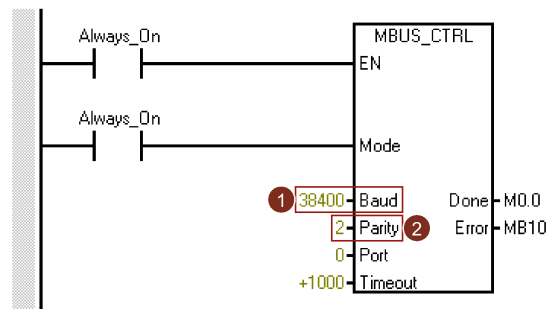 Always_On
MBUS_CTRL
EN
Always_On
Mode
1 38400 Baud Done M0.0
2 Parity 2 Error MB10
0 Port
+1000 Timeout